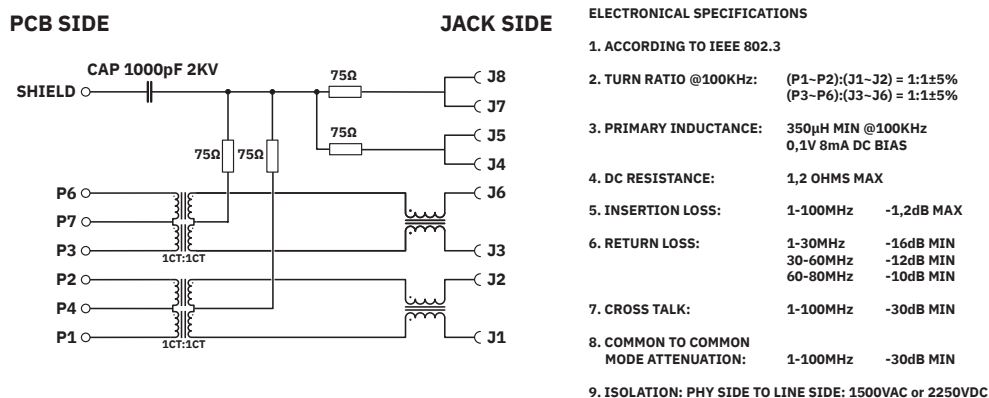 PCB SIDE
JACK SIDE
CAP 1000pF 2KV
SHIELD
75Ω
J8
J7
75Ω
J5
J4
75Ω 75Ω
P6
J6
P7
P3
J3
1CT:1CT
P2
J2
P4
P1
J1
1CT:1CT
ELECTRONICAL SPECIFICATIONS
1. ACCORDING TO IEEE 802.3
2. TURN RATIO @100KHz: (P1~P2):(J1~J2) = 1:1±5%
(P3~P6):(J3~J6) = 1:1±5%
3. PRIMARY INDUCTANCE: 350µH MIN @100KHz
0,1V 8mA DC BIAS
4. DC RESISTANCE: 1,2 OHMS MAX
5. INSERTION LOSS: 1-100MHz -1,2dB MAX
6. RETURN LOSS: 1-30MHz -16dB MIN
30-60MHz -12dB MIN
60-80MHz -10dB MIN
7. CROSS TALK: 1-100MHz -30dB MIN
8. COMMON TO COMMON
MODE ATTENUATION: 1-100MHz -30dB MIN
9. ISOLATION: PHY SIDE TO LINE SIDE: 1500VAC or 2250VDC